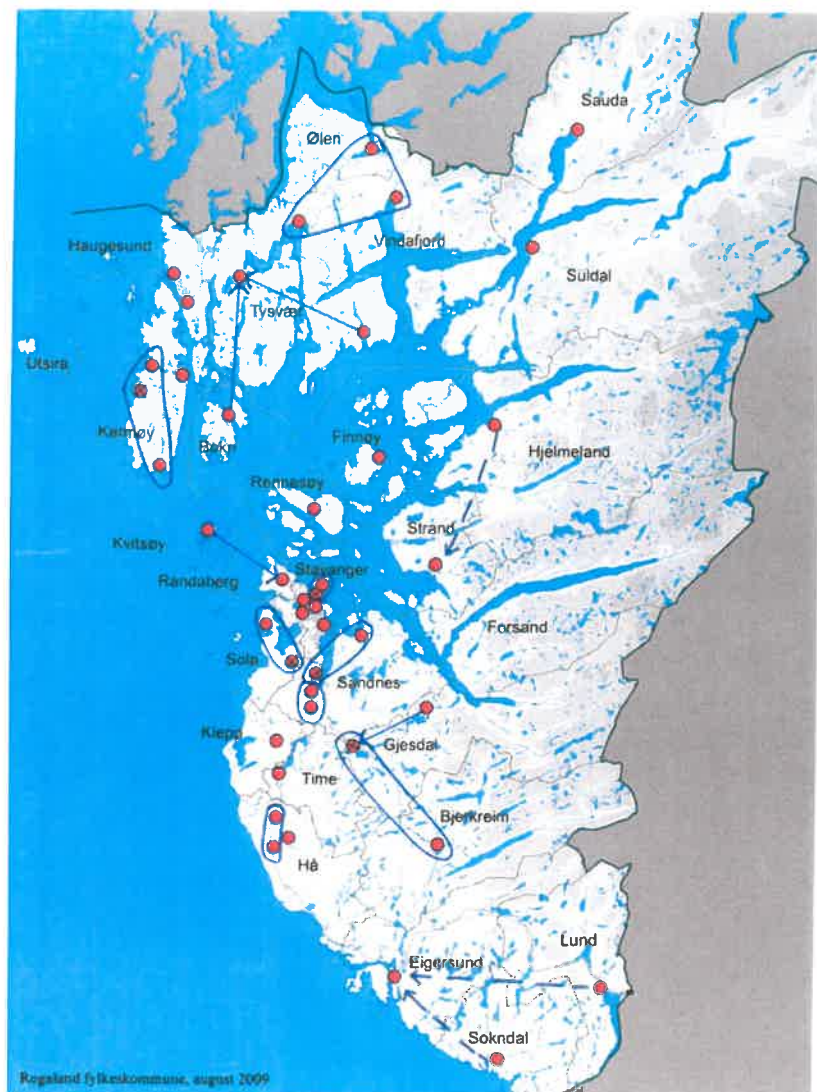 Sauda
Ølen
Haugesund
Vindafjord
Suldal
Tysvær
Utsira
Karmøy
Bokn
Finnøy
Hjelmeland
Rennesøy
Strand
Kvitsøy
Stavanger
Randaberg
Forsand
Sola
Sandnes
Klepp
Gjesdal
Time
Bjerkreim
Hå
Lund
Eigersund
Sokndal
Rogaland fylkeskommune, august 2009